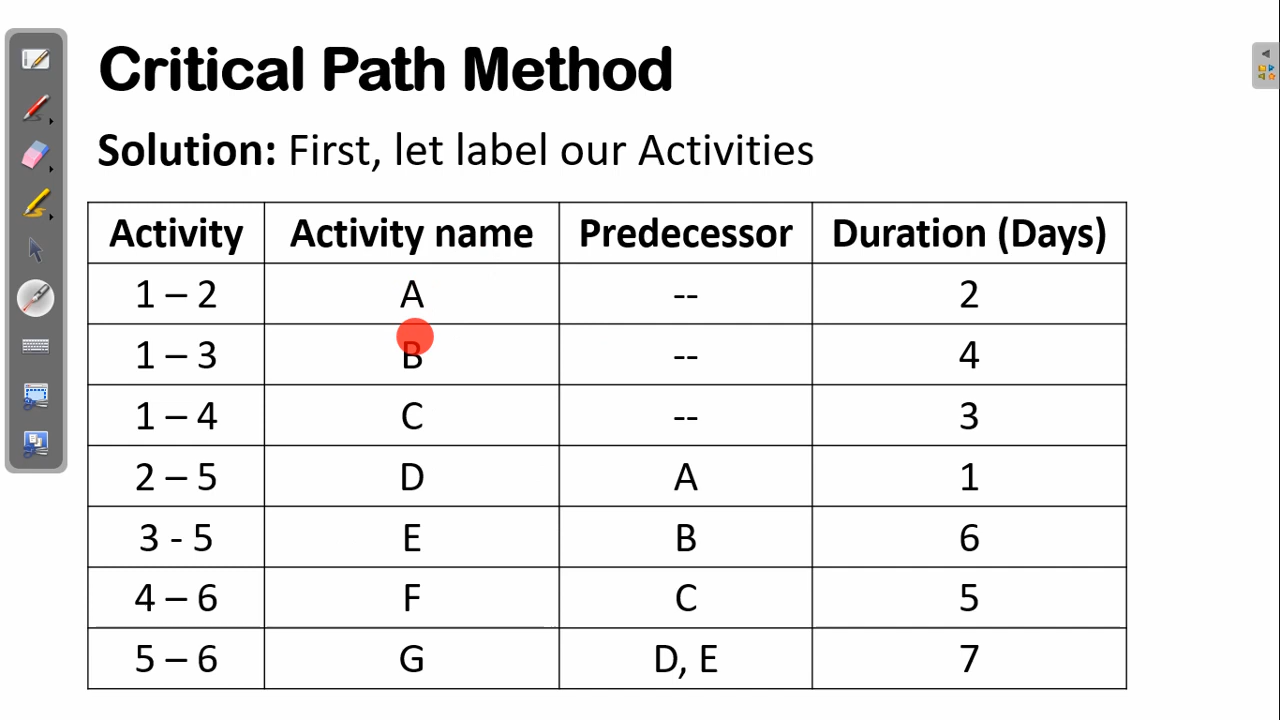 Critical Path Method
Solution: First, let label our Activities
Activity Activity name Predecessor Duration (Days)
1 – 2 A -- 2
1 – 3 B -- 4
1 – 4 C -- 3
2 – 5 D A 1
3 - 5 E B 6
4 – 6 F C 5
5 – 6 G D, E 7